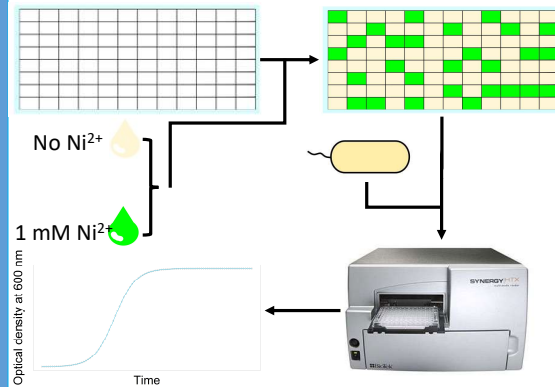 No Ni²⁺
1 mM Ni²⁺
SYNERGY HTX
Optical density at 600 nm
Time